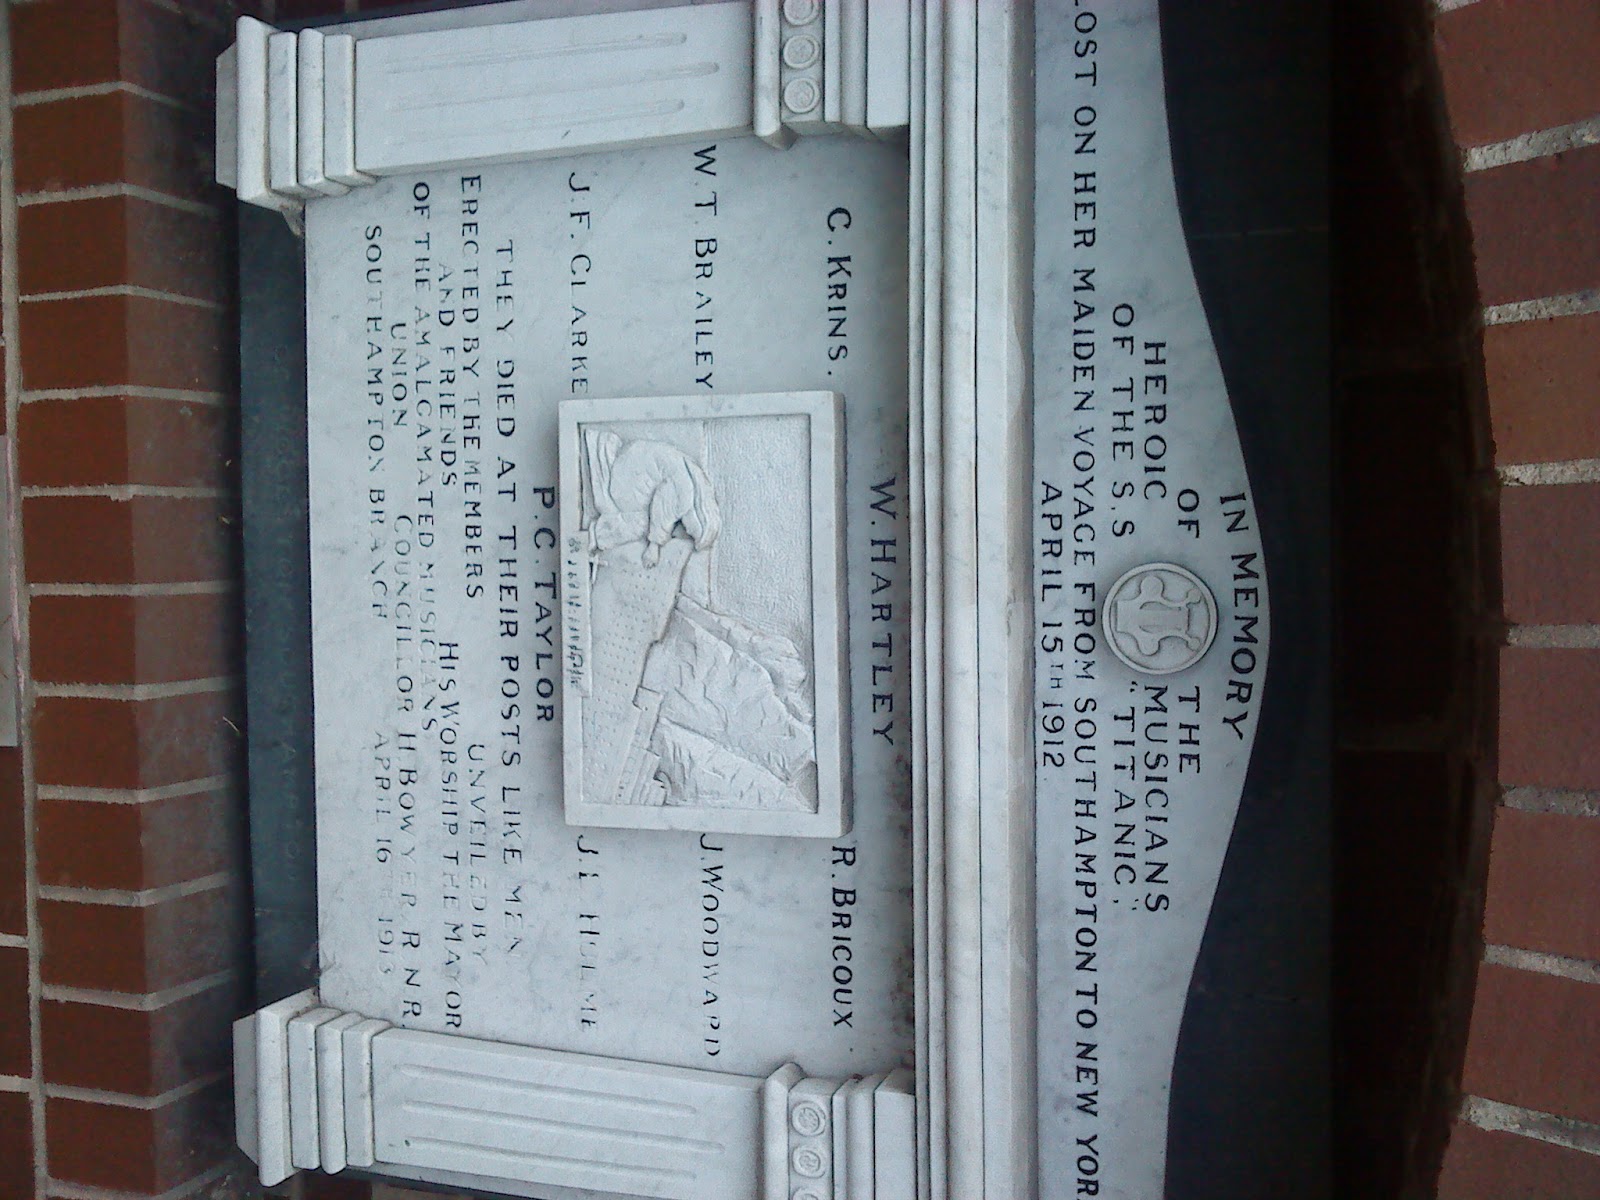 IN MEMORY
OF THE
HEROIC MUSICIANS
OF THE S.S "TITANIC",
LOST ON HER MAIDEN VOYAGE FROM SOUTHAMPTON TO NEW YOR
APRIL 15TH 1912.
W. HARTLEY
C. KRINS. R. BRICOUX
W. T. BRAILEY J. WOODWARD
J. F. CLARKE J. L HULME
P. C. TAYLOR
THEY DIED AT THEIR POSTS LIKE MEN
ERECTED BY THE MEMBERS UNVEILED BY
AND FRIENDS HIS WORSHIP THE MAYOR
OF THE AMALGAMATED MUSICIANS
UNION COUNCILLOR H. BOWYER, R N R.
SOUTHAMPTON BRANCH APRIL 16TH 1913